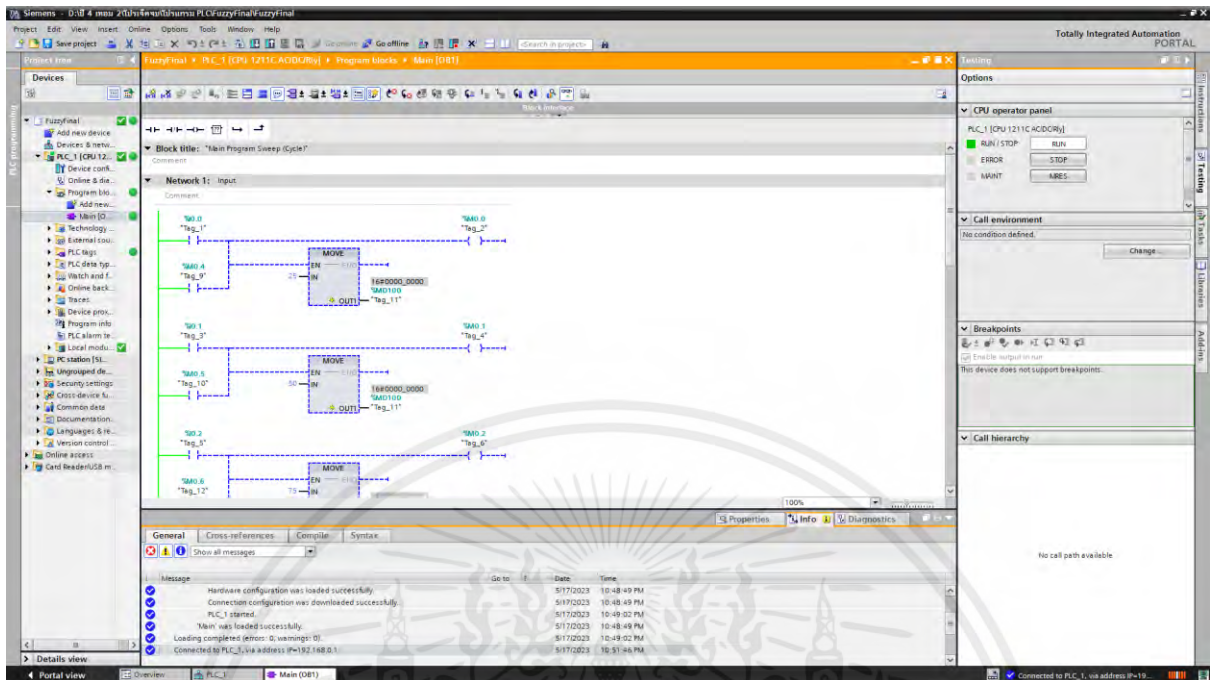 Siemens - D:\ปี 4 เทอม 2\โปรเจ็คจบ\โปรแกรม PLC\FuzzyFinal\FuzzyFinal
Project Edit View Insert Online Options Tools Window Help
Totally Integrated Automation
PORTAL
Save project
Go online
Go offline
<Search in project>
Project tree
FuzzyFinal
PLC_1 [CPU 1211C AC/DC/Rly]
Program blocks
Main [OB1]
Testing
Devices
Options
PLC programming
Block interface
FuzzyFinal
Add new device
Devices & netw...
PLC_1 [CPU 12...
Device confi...
Online & dia...
Program blo...
Add new...
Main [O...
Technology ...
External sou...
PLC tags
PLC data typ...
Watch and f...
Online back...
Traces
Device prox...
Program info
PLC alarm te...
Local modu...
PC station [SI...
Ungrouped de...
Security settings
Cross-device fu...
Common data
Documentation...
Languages & re...
Version control ...
Online access
Card Reader/USB m...
Details view
Block title: "Main Program Sweep (Cycle)"
Comment
Network 1: Input
Comment
%I0.0
"Tag_1"
%M0.0
"Tag_2"
MOVE
EN
ENO
%M0.4
"Tag_9"
25
IN
16#0000_0000
%MD100
OUT1
"Tag_11"
%I0.1
"Tag_3"
%M0.1
"Tag_4"
MOVE
EN
ENO
%M0.5
"Tag_10"
50
IN
16#0000_0000
%MD100
OUT1
"Tag_11"
%I0.2
"Tag_5"
%M0.2
"Tag_6"
MOVE
EN
ENO
%M0.6
"Tag_12"
75
IN
100%
Properties
Info
Diagnostics
General
Cross-references
Compile
Syntax
Show all messages
! Message Go to ? Date Time
Hardware configuration was loaded successfully. 5/17/2023 10:48:49 PM
Connection configuration was downloaded successfully. 5/17/2023 10:48:49 PM
PLC_1 started. 5/17/2023 10:49:02 PM
'Main' was loaded successfully. 5/17/2023 10:48:49 PM
Loading completed (errors: 0; warnings: 0). 5/17/2023 10:49:02 PM
Connected to PLC_1, via address IP=192.168.0.1. 5/17/2023 10:51:46 PM
CPU operator panel
PLC_1 [CPU 1211C AC/DC/Rly]
RUN / STOP RUN
ERROR STOP
MAINT MRES
Call environment
No condition defined.
Change...
Breakpoints
Enable output in run
This device does not support breakpoints.
Call hierarchy
No call path available
Instructions
Testing
Tasks
Libraries
Add-ins
Portal view
Overview
PLC_1
Main (OB1)
Connected to PLC_1, via address IP=19...